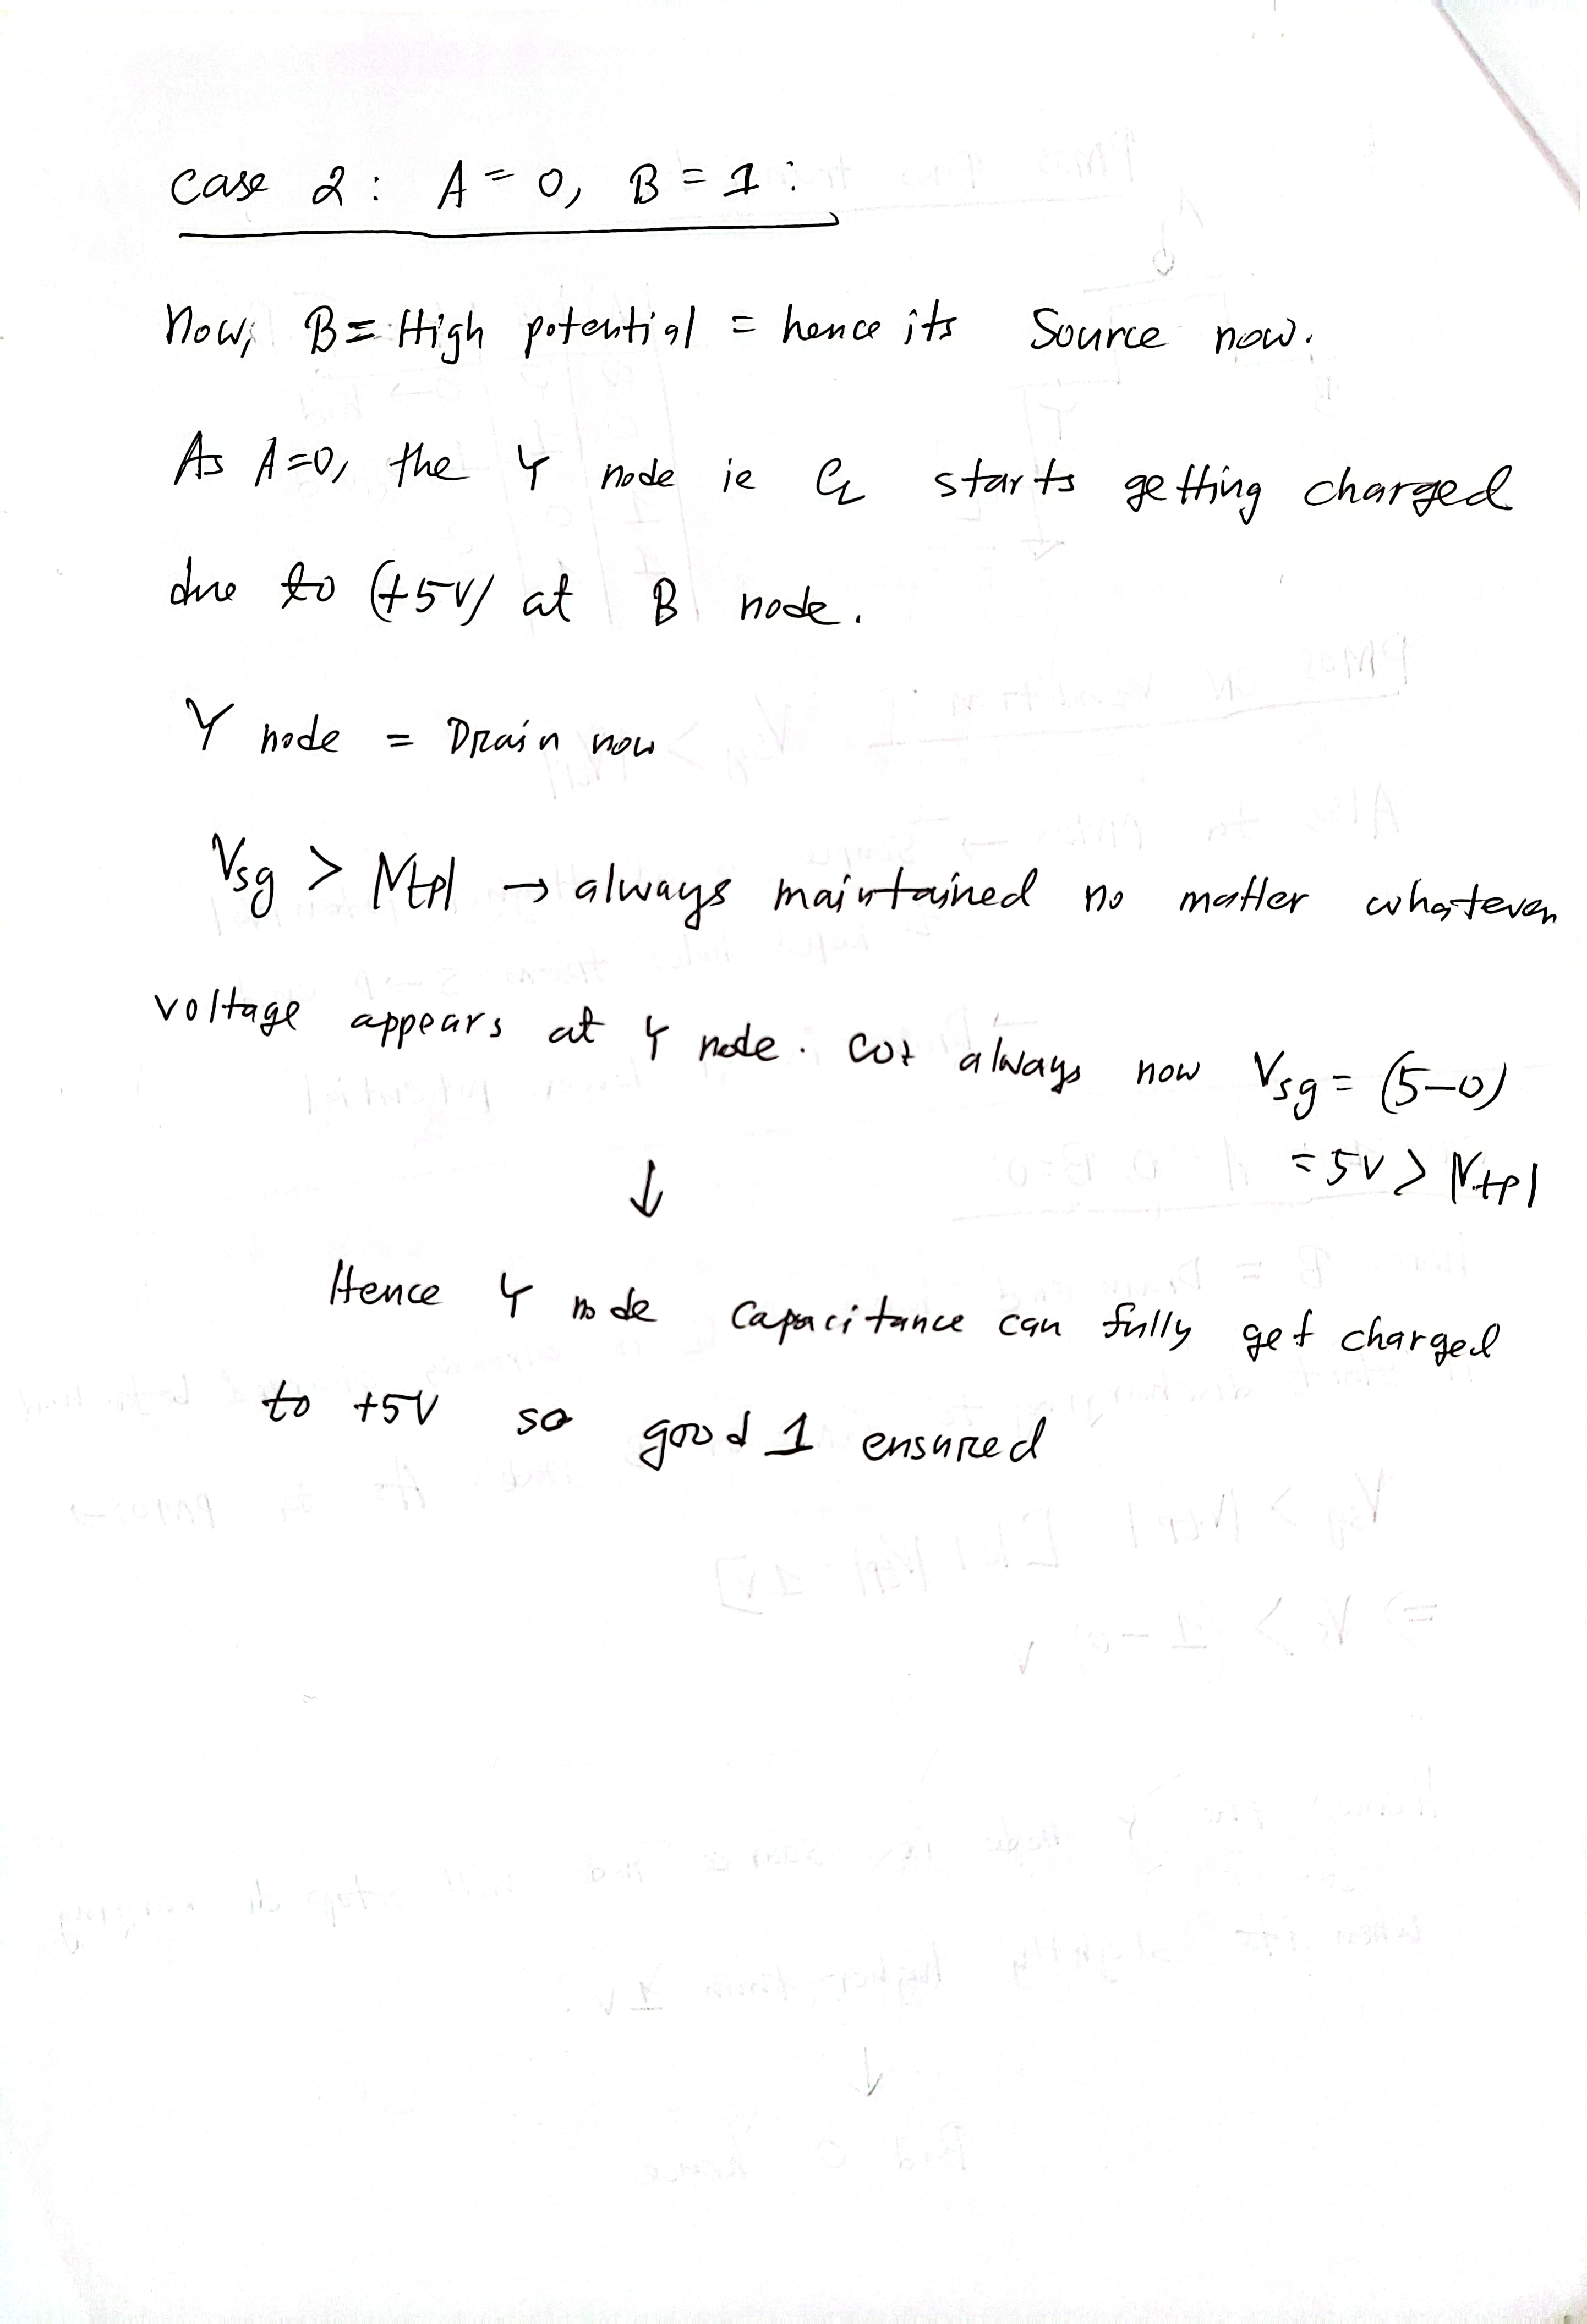 case 2: A = 0, B = 1:
Now, B = High potential = hence its Source now.
As A=0, the Y node ie CL starts getting charged
due to (+5V) at B node.
Y node = Drain now
Vsg > |Vtp| → always maintained no matter whatever
voltage appears at Y node. Coz always now Vsg = (5-0)
= 5V > |Vtp|
↓
Hence Y node capacitance can fully get charged
to +5V so good 1 ensured